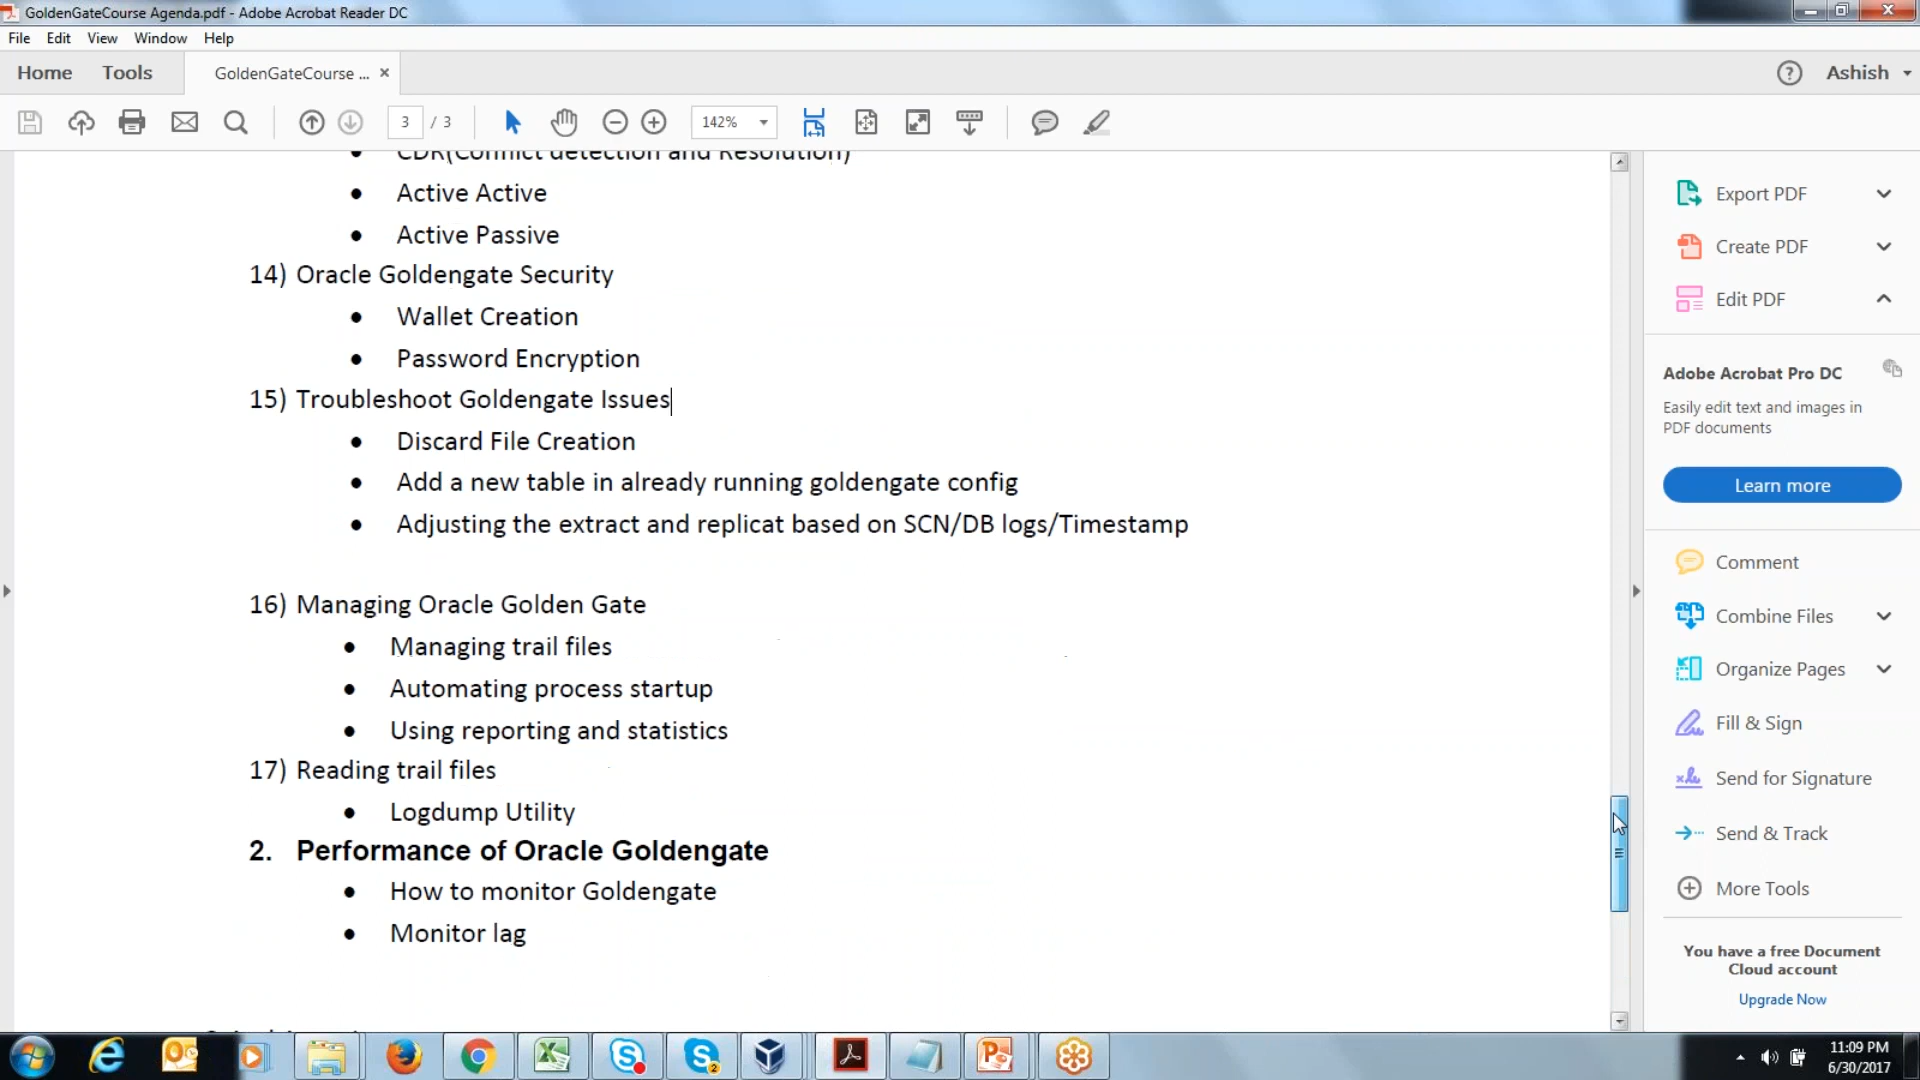 GoldenGateCourse Agenda.pdf - Adobe Acrobat Reader DC
File Edit View Window Help
Home Tools GoldenGateCourse ... ×
Ashish
3 / 3
142%
CDR(Conflict detection and Resolution)
• Active Active
• Active Passive
14) Oracle Goldengate Security
• Wallet Creation
• Password Encryption
15) Troubleshoot Goldengate Issues
• Discard File Creation
• Add a new table in already running goldengate config
• Adjusting the extract and replicat based on SCN/DB logs/Timestamp
16) Managing Oracle Golden Gate
• Managing trail files
• Automating process startup
• Using reporting and statistics
17) Reading trail files
• Logdump Utility
2. Performance of Oracle Goldengate
• How to monitor Goldengate
• Monitor lag
Export PDF
Create PDF
Edit PDF
Adobe Acrobat Pro DC
Easily edit text and images in
PDF documents
Learn more
Comment
Combine Files
Organize Pages
Fill & Sign
Send for Signature
Send & Track
More Tools
You have a free Document
Cloud account
Upgrade Now
11:09 PM
6/30/2017